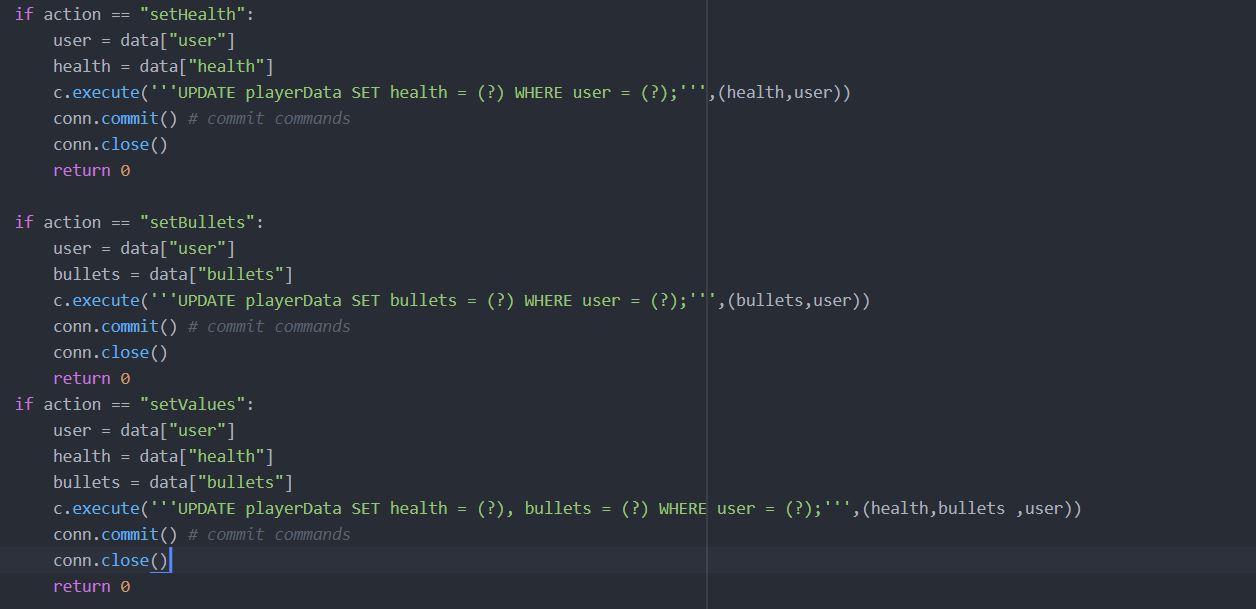 if action == "setHealth":
    user = data["user"]
    health = data["health"]
    c.execute('''UPDATE playerData SET health = (?) WHERE user = (?);''',(health,user))
    conn.commit() # commit commands
    conn.close()
    return 0

if action == "setBullets":
    user = data["user"]
    bullets = data["bullets"]
    c.execute('''UPDATE playerData SET bullets = (?) WHERE user = (?);''',(bullets,user))
    conn.commit() # commit commands
    conn.close()
    return 0
if action == "setValues":
    user = data["user"]
    health = data["health"]
    bullets = data["bullets"]
    c.execute('''UPDATE playerData SET health = (?), bullets = (?) WHERE user = (?);''',(health,bullets ,user))
    conn.commit() # commit commands
    conn.close()
    return 0